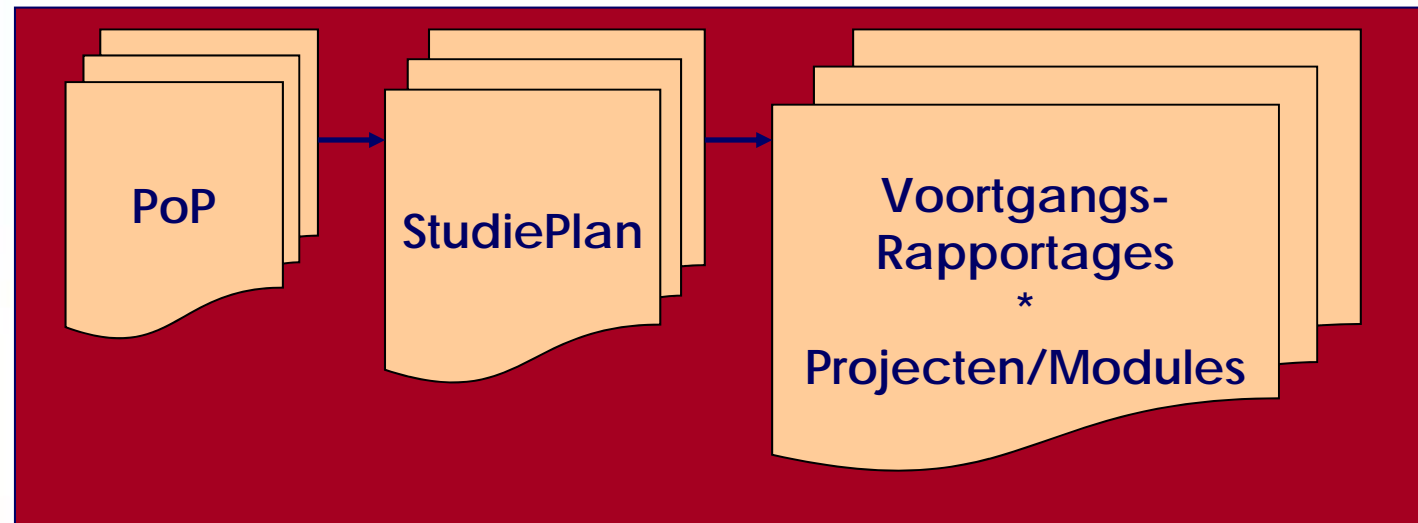 PoP
StudiePlan
Voortgangs-
Rapportages
*
Projecten/Modules